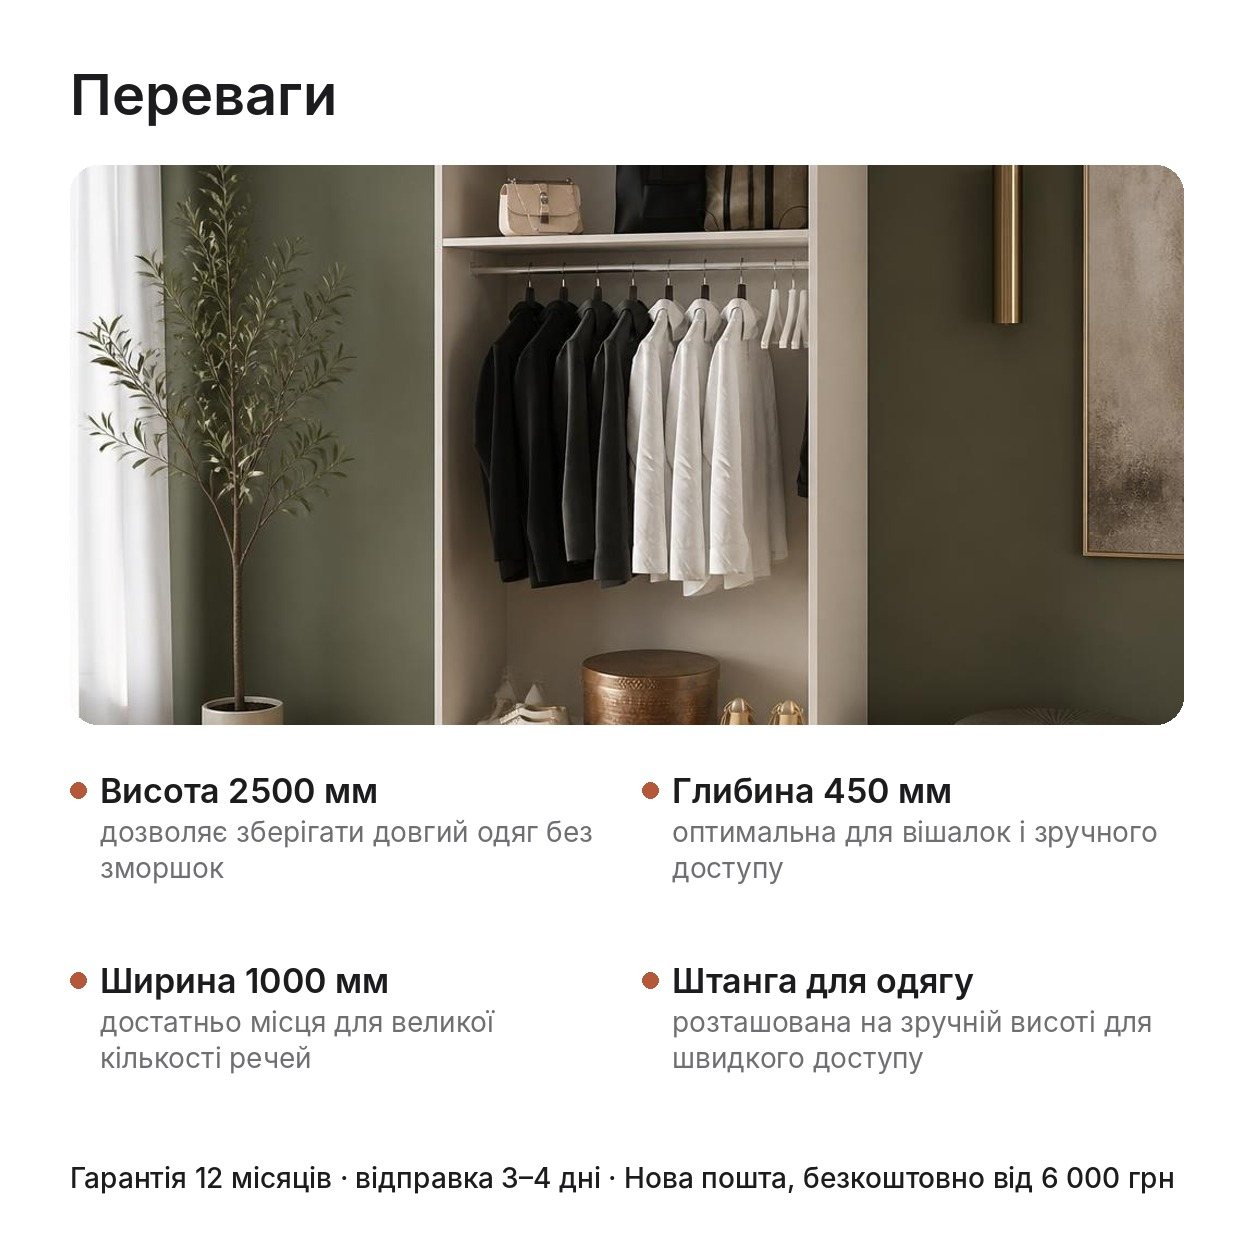 Переваги
Висота 2500 мм
дозволяє зберігати довгий одяг без
зморшок
Глибина 450 мм
оптимальна для вішалок і зручного
доступу
Ширина 1000 мм
достатньо місця для великої
кількості речей
Штанга для одягу
розташована на зручній висоті для
швидкого доступу
Гарантія 12 місяців · відправка 3–4 дні · Нова пошта, безкоштовно від 6 000 грн